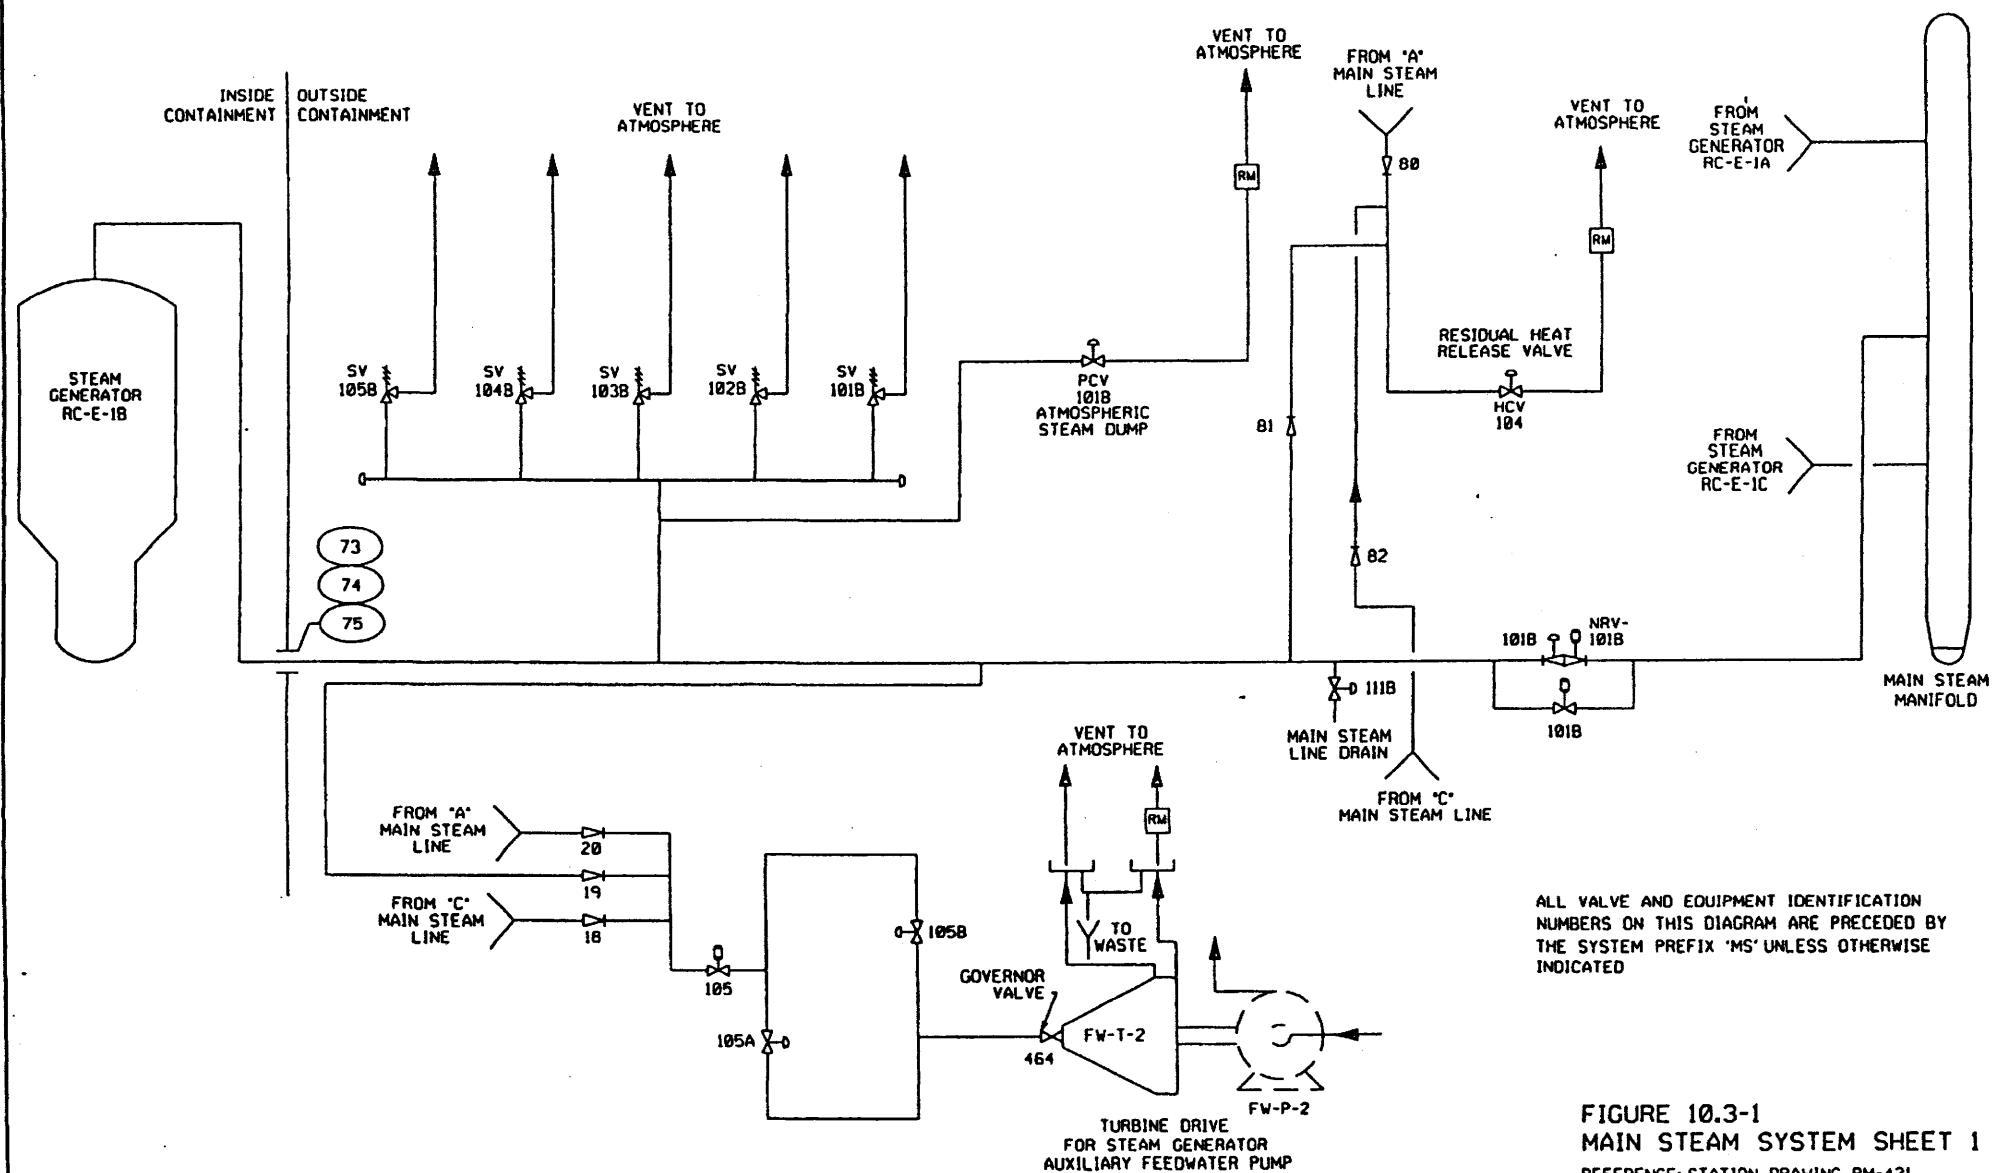 VENT TO
ATMOSPHERE
FROM "A"
MAIN STEAM
LINE
INSIDE
CONTAINMENT
OUTSIDE
CONTAINMENT
VENT TO
ATMOSPHERE
VENT TO
ATMOSPHERE
FROM
STEAM
GENERATOR
RC-E-1A
80
RM
RM
STEAM
GENERATOR
RC-E-1B
SV
105B
SV
104B
SV
103B
SV
102B
SV
101B
PCV
101B
ATMOSPHERIC
STEAM DUMP
RESIDUAL HEAT
RELEASE VALVE
HCV
104
81
FROM
STEAM
GENERATOR
RC-E-1C
73
74
75
82
101B
NRV-
101B
111B
101B
MAIN STEAM
MANIFOLD
MAIN STEAM
LINE DRAIN
VENT TO
ATMOSPHERE
FROM "C"
MAIN STEAM LINE
FROM "A"
MAIN STEAM
LINE
20
19
FROM "C"
MAIN STEAM
LINE
18
RM
105
105B
105A
TO
WASTE
GOVERNOR
VALVE
464
FW-T-2
FW-P-2
TURBINE DRIVE
FOR STEAM GENERATOR
AUXILIARY FEEDWATER PUMP
ALL VALVE AND EQUIPMENT IDENTIFICATION
NUMBERS ON THIS DIAGRAM ARE PRECEDED BY
THE SYSTEM PREFIX 'MS' UNLESS OTHERWISE
INDICATED
FIGURE 10.3-1
MAIN STEAM SYSTEM SHEET 1
REFERENCE: STATION DRAWING RM-421